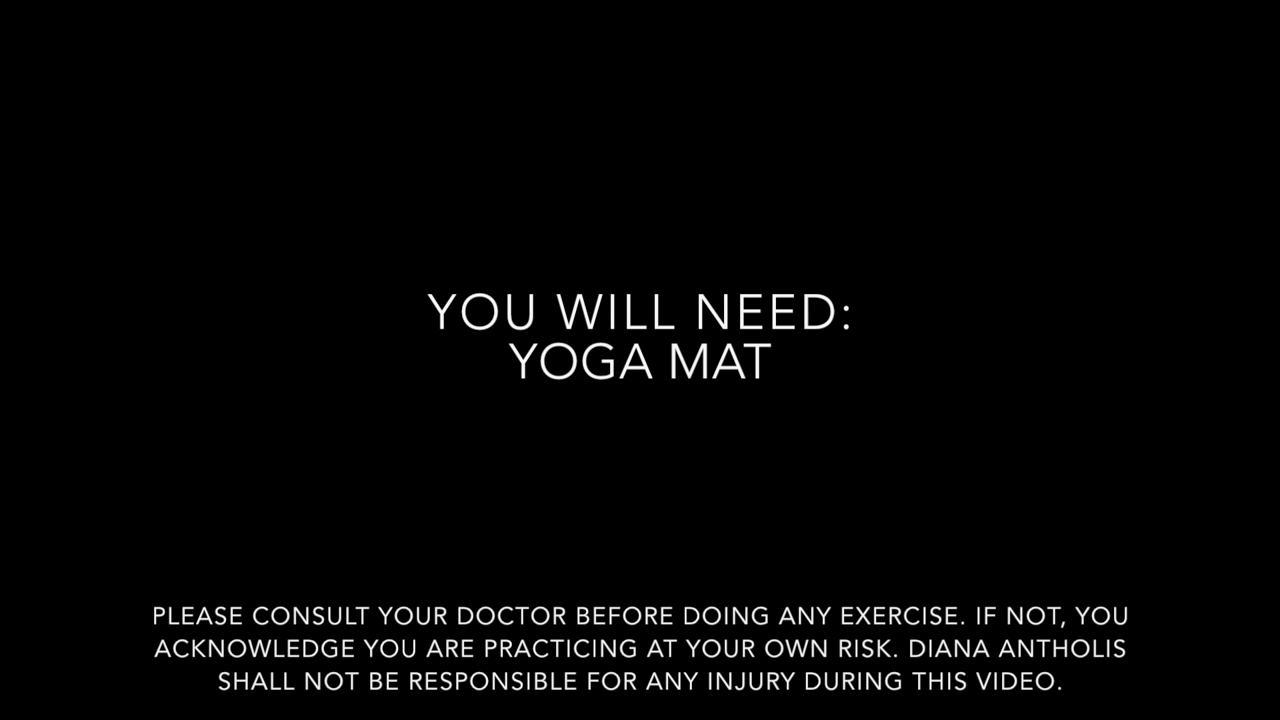 YOU WILL NEED:
YOGA MAT
PLEASE CONSULT YOUR DOCTOR BEFORE DOING ANY EXERCISE. IF NOT, YOU
ACKNOWLEDGE YOU ARE PRACTICING AT YOUR OWN RISK. DIANA ANTHOLIS
SHALL NOT BE RESPONSIBLE FOR ANY INJURY DURING THIS VIDEO.